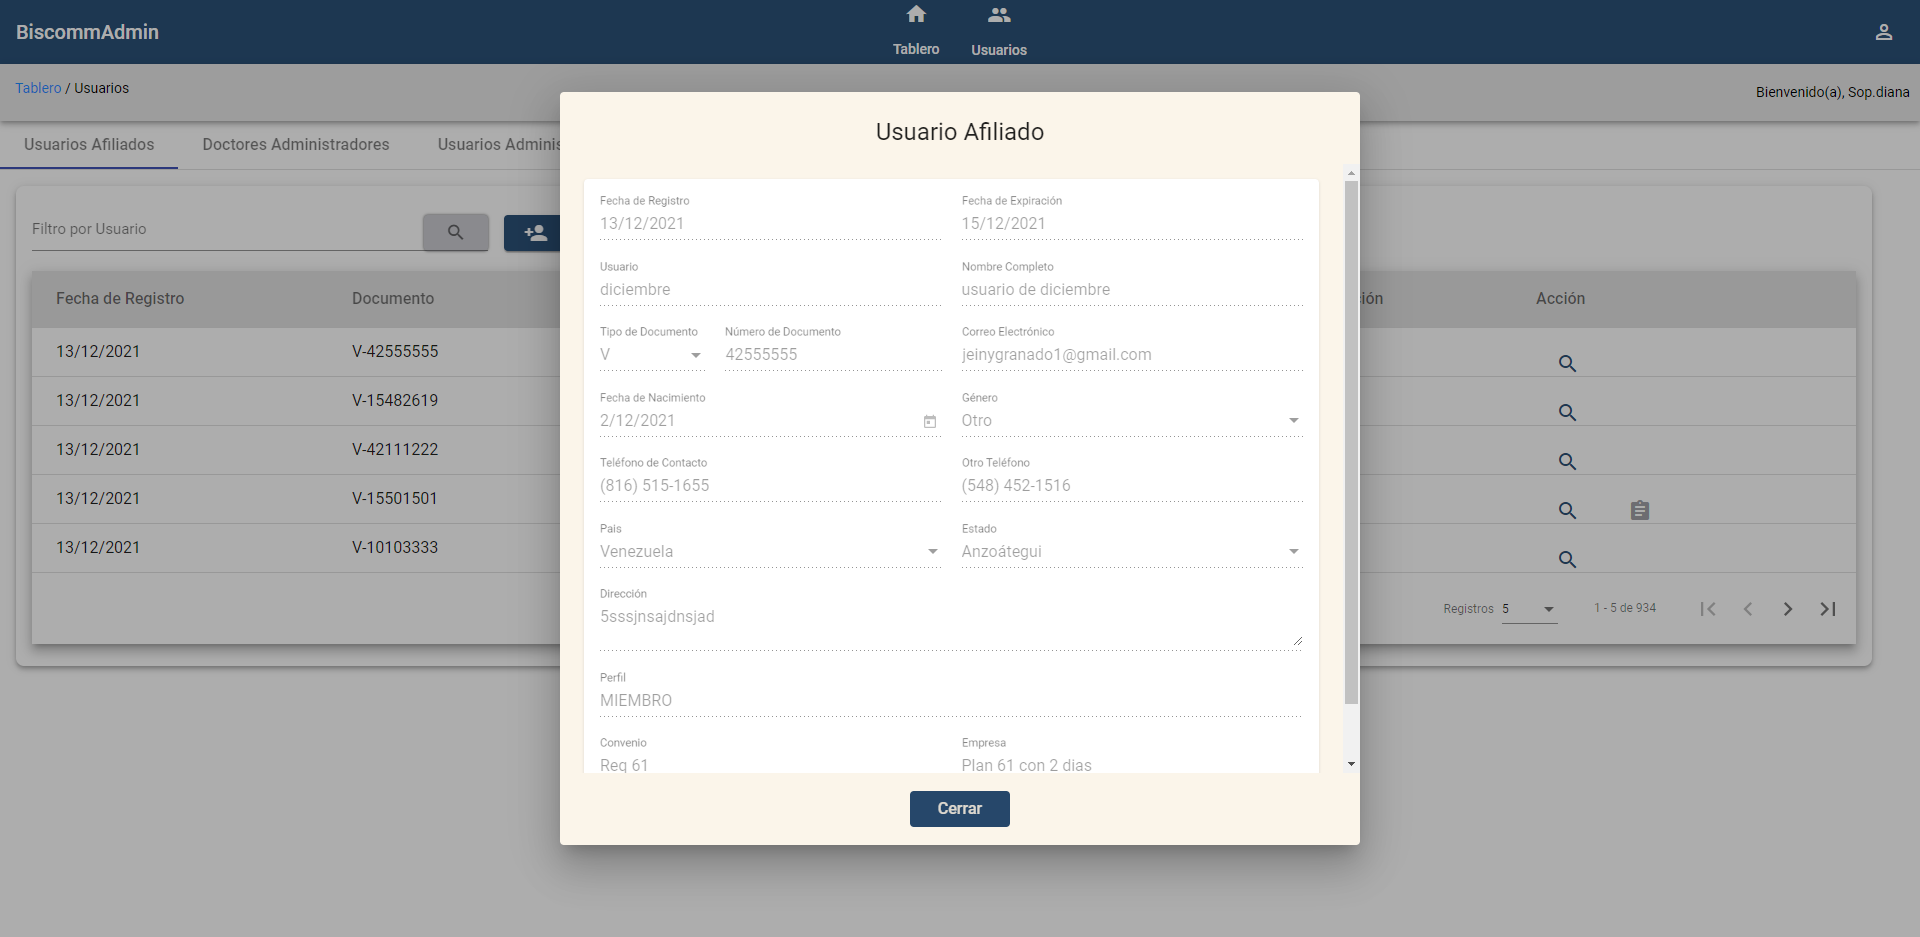 BiscommAdmin
Tablero
Usuarios
Tablero / Usuarios
Bienvenido(a), Sop.diana
Usuarios Afiliados
Doctores Administradores
Usuarios Adminis
Filtro por Usuario
Fecha de Registro
Documento
ión
Acción
13/12/2021
V-42555555
13/12/2021
V-15482619
13/12/2021
V-42111222
13/12/2021
V-15501501
13/12/2021
V-10103333
Registros 5
1 - 5 de 934
Usuario Afiliado
Fecha de Registro
13/12/2021
Fecha de Expiración
15/12/2021
Usuario
diciembre
Nombre Completo
usuario de diciembre
Tipo de Documento
V
Número de Documento
42555555
Correo Electrónico
jeinygranado1@gmail.com
Fecha de Nacimiento
2/12/2021
Género
Otro
Teléfono de Contacto
(816) 515-1655
Otro Teléfono
(548) 452-1516
Pais
Venezuela
Estado
Anzoátegui
Dirección
5sssjnsajdnsjad
Perfil
MIEMBRO
Convenio
Req 61
Empresa
Plan 61 con 2 dias
Cerrar